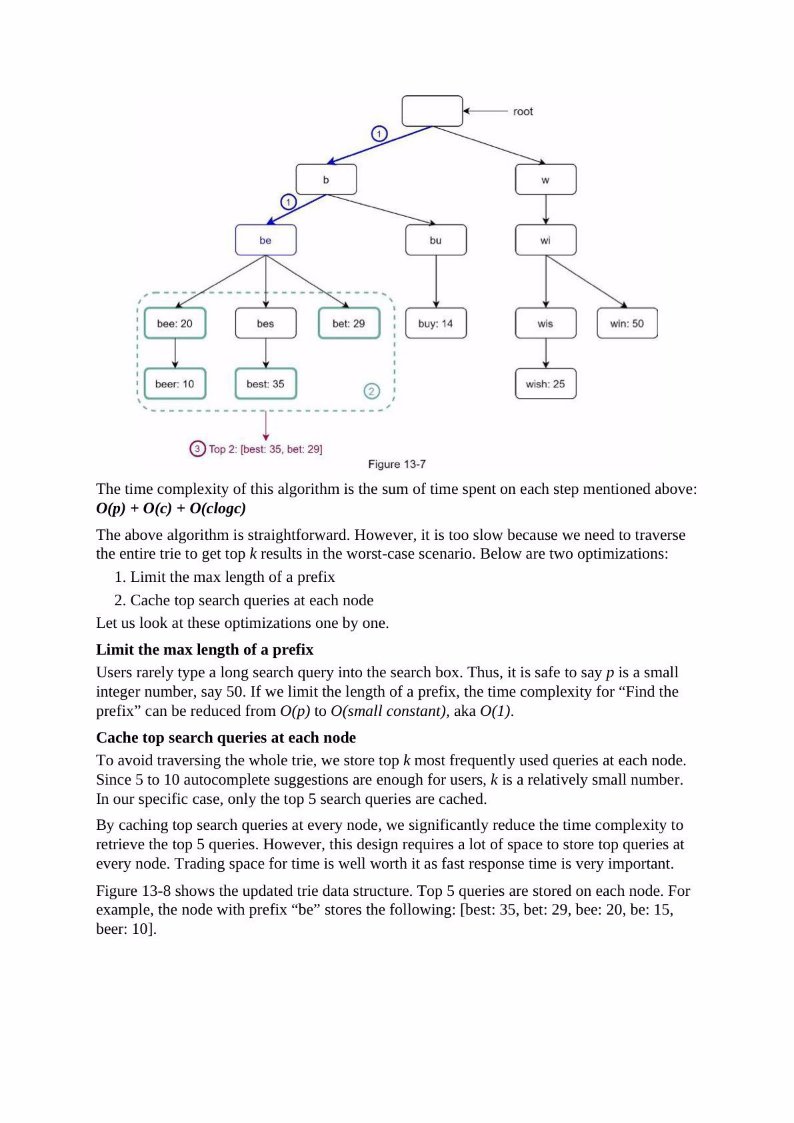 root
1
b
w
1
be
bu
wi
bee: 20
bes
bet: 29
buy: 14
wis
win: 50
beer: 10
best: 35
2
wish: 25
3 Top 2: [best: 35, bet: 29]
Figure 13-7
The time complexity of this algorithm is the sum of time spent on each step mentioned above:
O(p) + O(c) + O(clogc)
The above algorithm is straightforward. However, it is too slow because we need to traverse
the entire trie to get top k results in the worst-case scenario. Below are two optimizations:
1. Limit the max length of a prefix
2. Cache top search queries at each node
Let us look at these optimizations one by one.
Limit the max length of a prefix
Users rarely type a long search query into the search box. Thus, it is safe to say p is a small
integer number, say 50. If we limit the length of a prefix, the time complexity for “Find the
prefix” can be reduced from O(p) to O(small constant), aka O(1).
Cache top search queries at each node
To avoid traversing the whole trie, we store top k most frequently used queries at each node.
Since 5 to 10 autocomplete suggestions are enough for users, k is a relatively small number.
In our specific case, only the top 5 search queries are cached.
By caching top search queries at every node, we significantly reduce the time complexity to
retrieve the top 5 queries. However, this design requires a lot of space to store top queries at
every node. Trading space for time is well worth it as fast response time is very important.
Figure 13-8 shows the updated trie data structure. Top 5 queries are stored on each node. For
example, the node with prefix “be” stores the following: [best: 35, bet: 29, bee: 20, be: 15,
beer: 10].